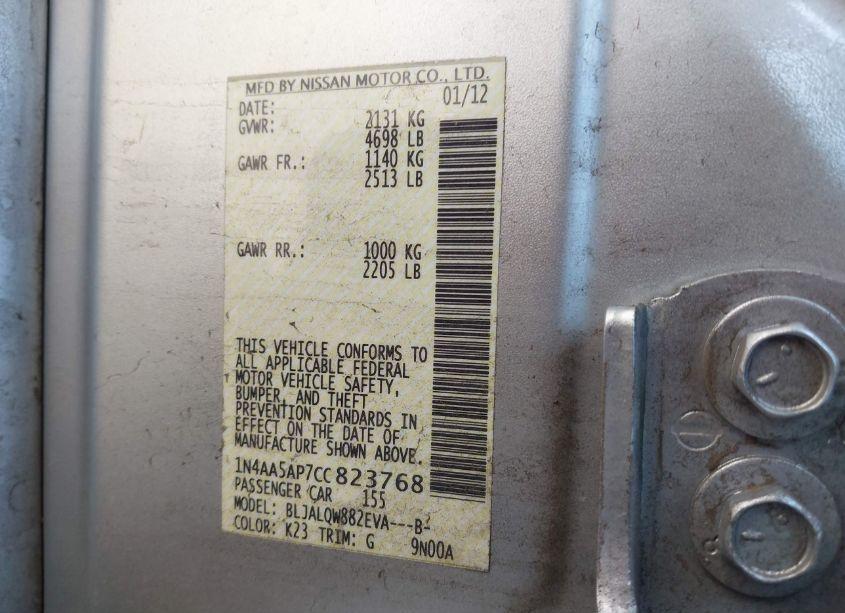 MFD BY NISSAN MOTOR CO., LTD.
DATE: 01/12
GVWR: 2131 KG
4698 LB
GAWR FR.: 1140 KG
2513 LB
GAWR RR.: 1000 KG
2205 LB
THIS VEHICLE CONFORMS TO
ALL APPLICABLE FEDERAL
MOTOR VEHICLE SAFETY,
BUMPER, AND THEFT
PREVENTION STANDARDS IN
EFFECT ON THE DATE OF
MANUFACTURE SHOWN ABOVE.
1N4AA5AP7CC823768
PASSENGER CAR 155
MODEL: BLJALQW882EVA---B-
COLOR: K23 TRIM: G 9N00A